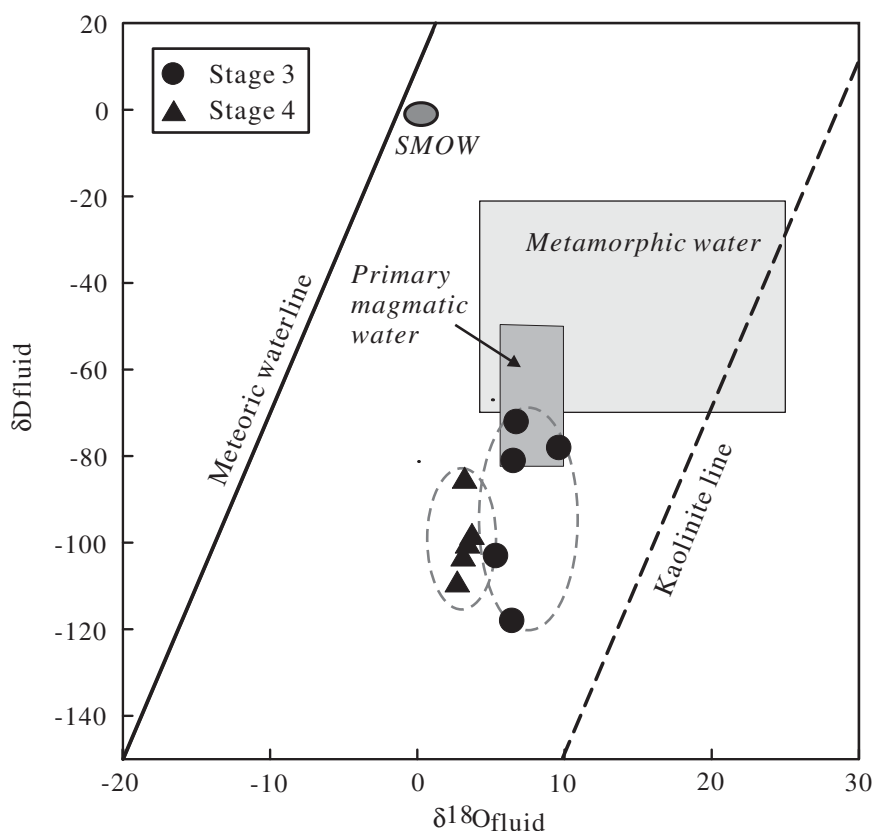 20
0
-20
-40
-60
-80
-100
-120
-140
δDfluid
Stage 3
Stage 4
SMOW
Metamorphic water
Primary
magmatic
water
Meteoric waterline
Kaolinite line
-20 -10 0 10 20 30
δ18Ofluid